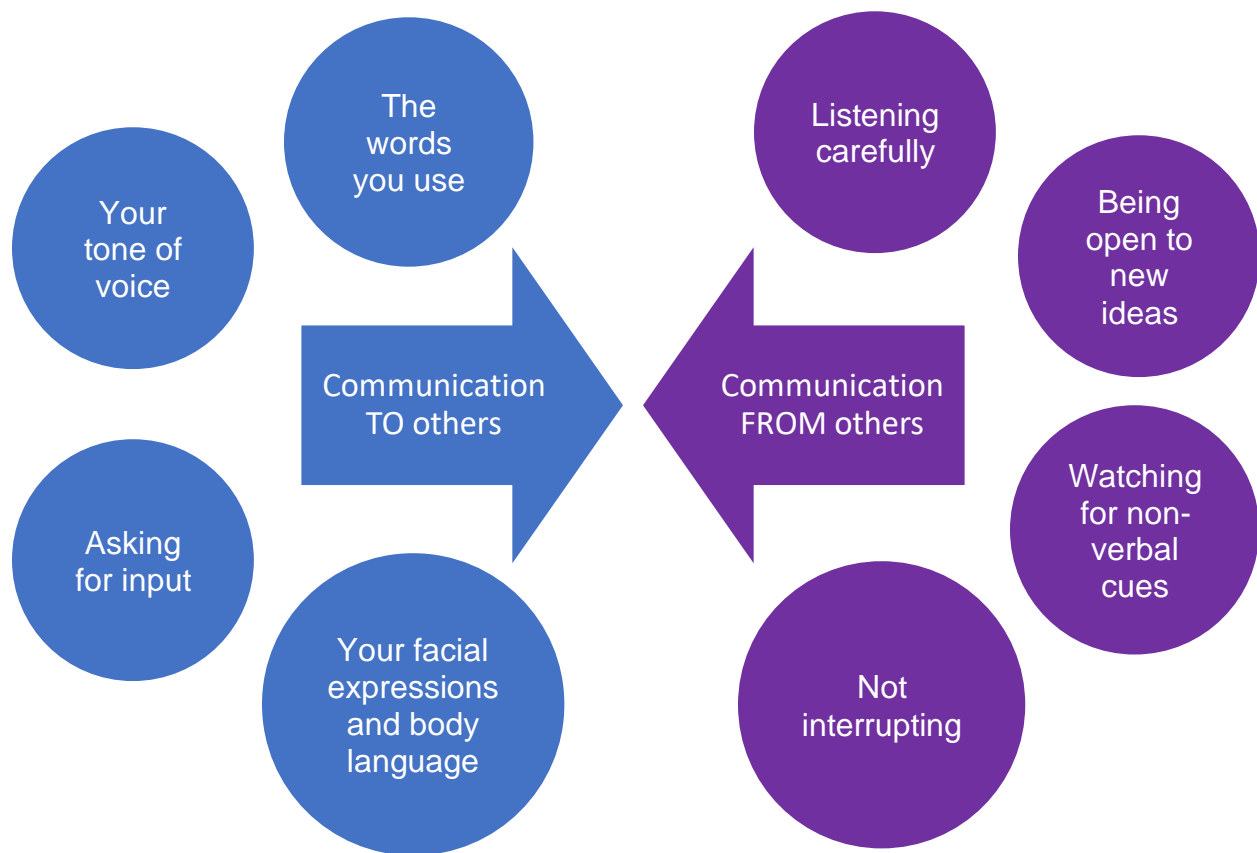 The
words
you use
Your
tone of
voice
Communication
TO others
Asking
for input
Your facial
expressions
and body
language
Listening
carefully
Being
open to
new
ideas
Communication
FROM others
Watching
for non-
verbal
cues
Not
interrupting